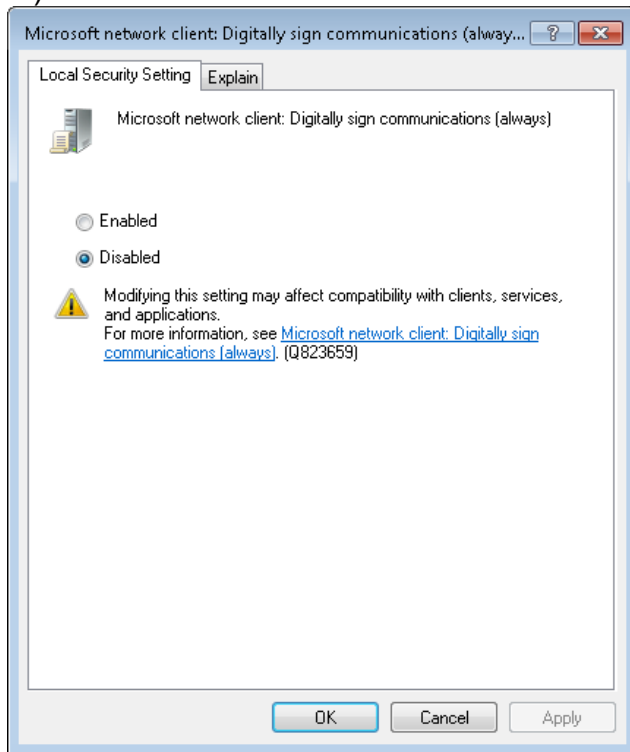 Microsoft network client: Digitally sign communications (alway...
Local Security Setting
Explain
Microsoft network client: Digitally sign communications (always)
Enabled
Disabled
Modifying this setting may affect compatibility with clients, services,
and applications.
For more information, see Microsoft network client: Digitally sign
communications (always). (Q823659)
OK
Cancel
Apply